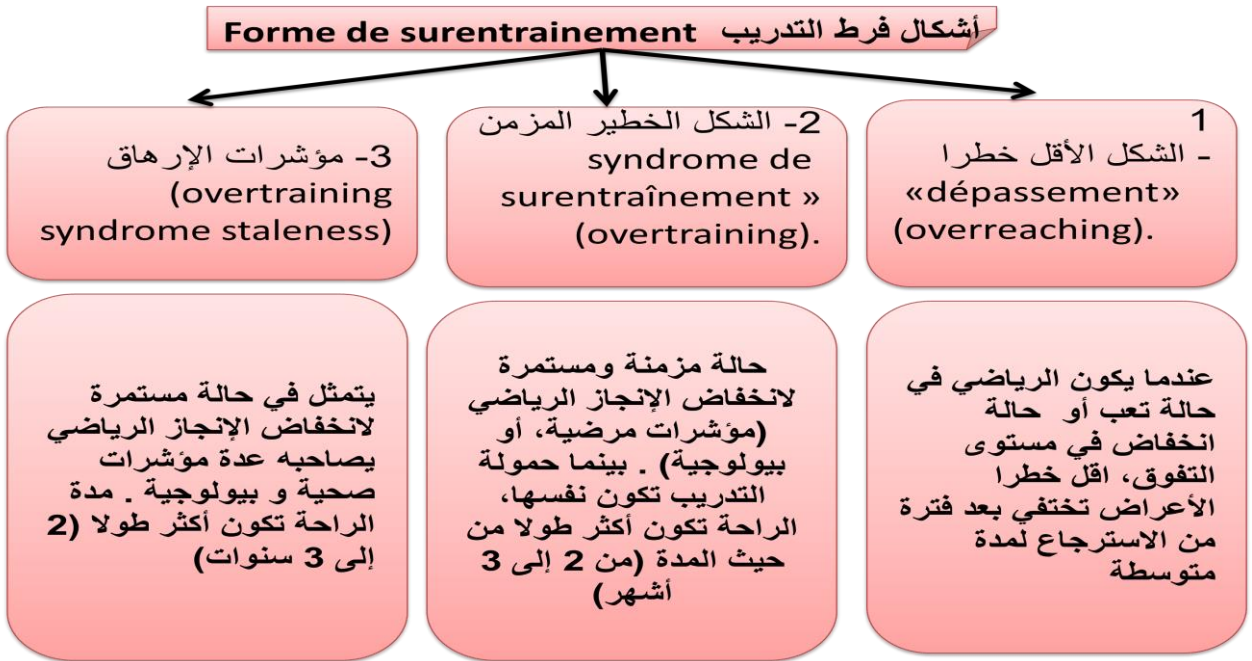 أشكال فرط التدريب Forme de surentrainement
1
- الشكل الأقل خطرا
«dépassement»
(overreaching).
2- الشكل الخطير المزمن
syndrome de
surentraînement »
(overtraining).
3- مؤشرات الإرهاق
(overtraining
syndrome staleness)
عندما يكون الرياضي في
حالة تعب أو حالة
انخفاض في مستوى
التفوق، اقل خطرا
الأعراض تختفي بعد فترة
من الاسترجاع لمدة
متوسطة
حالة مزمنة ومستمرة
لانخفاض الإنجاز الرياضي
(مؤشرات مرضية، أو
بيولوجية) . بينما حمولة
التدريب تكون نفسها،
الراحة تكون أكثر طولا من
حيث المدة (من 2 إلى 3
أشهر)
يتمثل في حالة مستمرة
لانخفاض الإنجاز الرياضي
يصاحبه عدة مؤشرات
صحية و بيولوجية . مدة
الراحة تكون أكثر طولا (2
إلى 3 سنوات)